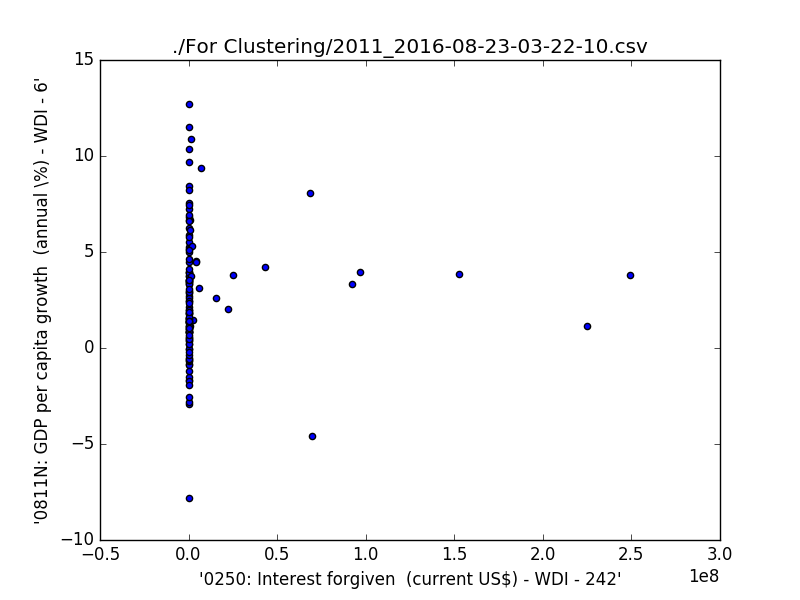 ./For Clustering/2011_2016-08-23-03-22-10.csv
15
10
5
0
−5
−10
'0811N: GDP per capita growth  (annual \%) - WDI - 6'
−0.5 0.0 0.5 1.0 1.5 2.0 2.5 3.0
1e8
'0250: Interest forgiven  (current US$) - WDI - 242'